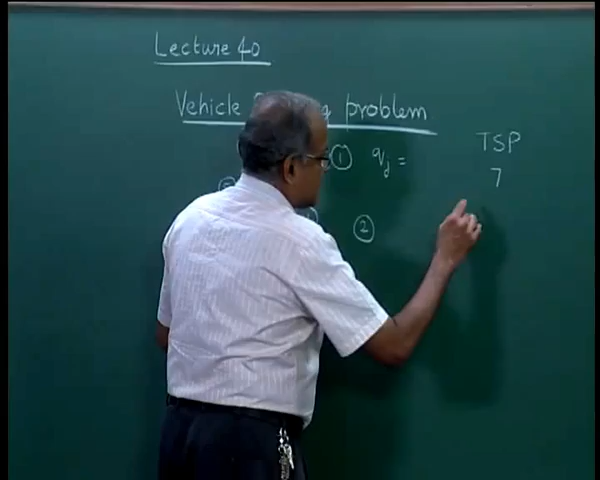 Lecture 40
Vehicle problem
① q_j = TSP
7
②